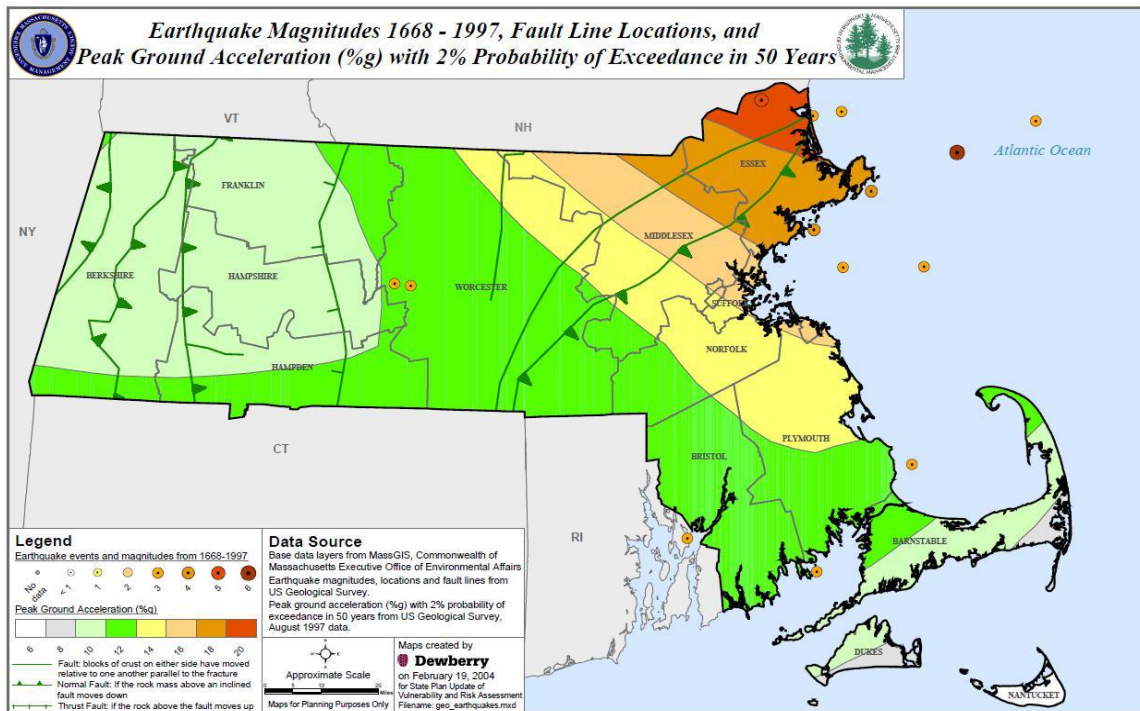 Earthquake Magnitudes 1668 - 1997, Fault Line Locations, and
Peak Ground Acceleration (%g) with 2% Probability of Exceedance in 50 Years
VT
NH
Atlantic Ocean
ESSEX
FRANKLIN
NY
MIDDLESEX
BERKSHIRE
HAMPSHIRE
WORCESTER
SUFFOLK
NORFOLK
HAMPDEN
PLYMOUTH
CT
BRISTOL
RI
BARNSTABLE
DUKES
NANTUCKET
Legend
Earthquake events and magnitudes from 1668-1997
No data
<1
1
2
3
4
5
6
Peak Ground Acceleration (%g)
6 8 10 12 14 16 18 20
Fault: blocks of crust on either side have moved
relative to one another parallel to the fracture
Normal Fault: If the rock mass above an inclined
fault moves down
Thrust Fault: if the rock above the fault moves up
Data Source
Base data layers from MassGIS, Commonwealth of
Massachusetts Executive Office of Environmental Affairs
Earthquake magnitudes, locations and fault lines from
US Geological Survey.
Peak ground acceleration (%g) with 2% probability of
exceedance in 50 years from US Geological Survey,
August 1997 data.
Approximate Scale
20
Miles
Maps for Planning Purposes Only
Maps created by
Dewberry
on February 19, 2004
for State Plan Update of
Vulnerability and Risk Assessment
Filename: geo_earthquakes.mxd